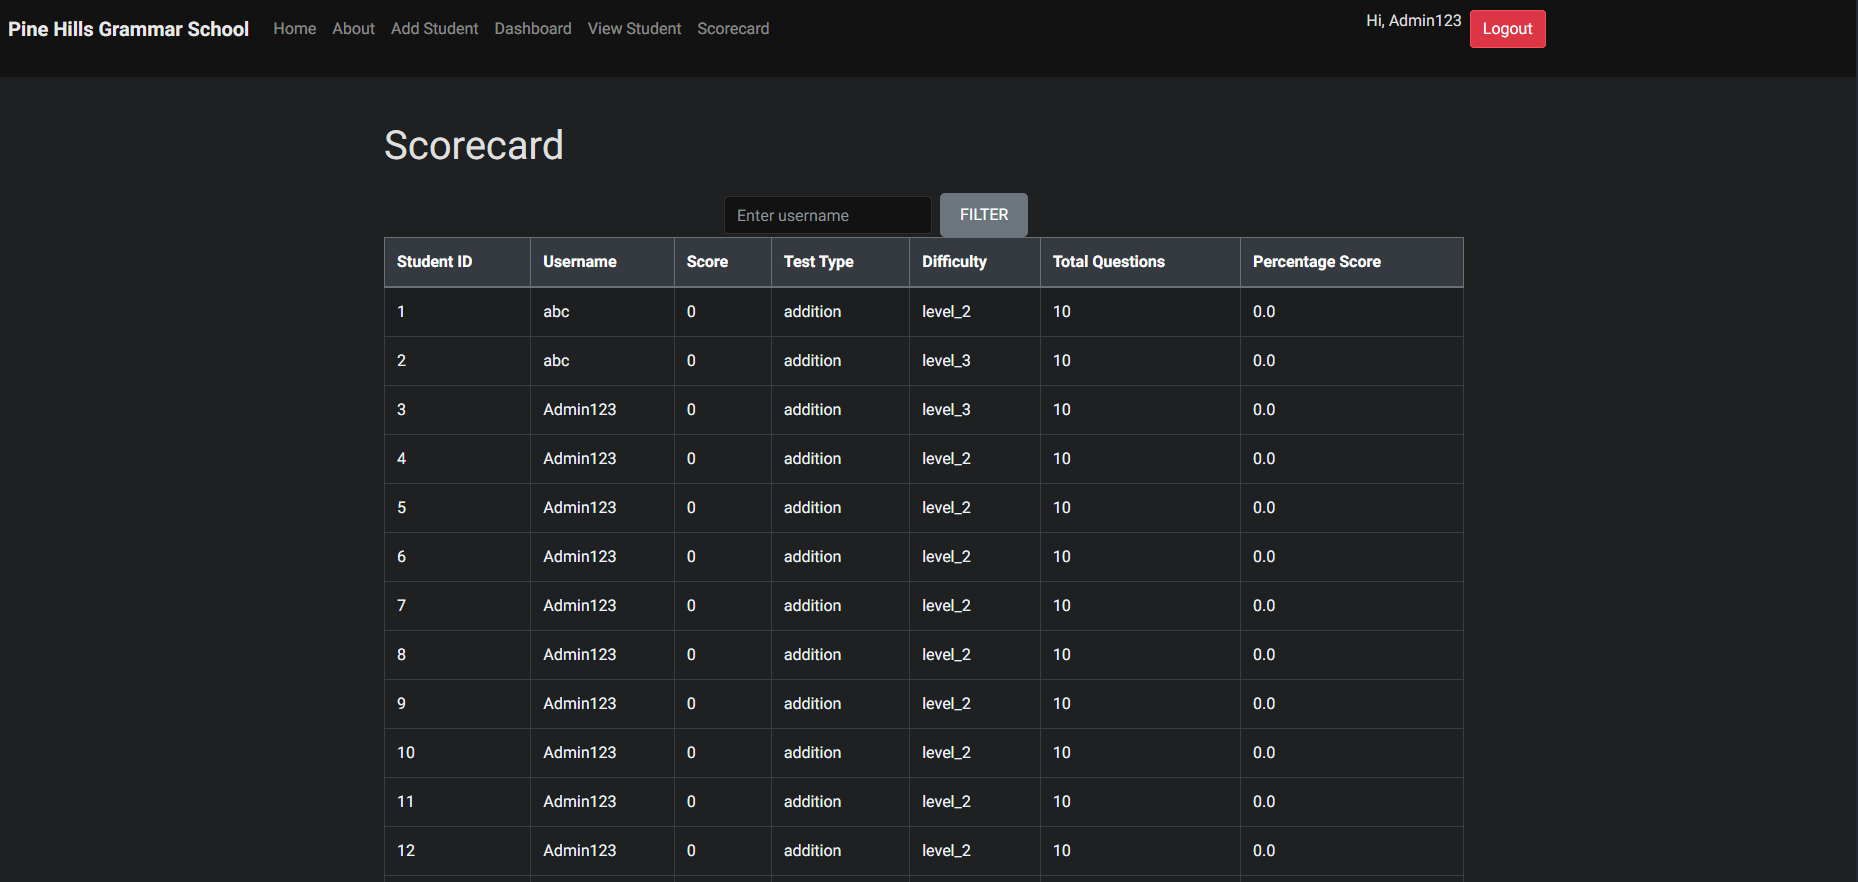 Pine Hills Grammar School Home About Add Student Dashboard View Student Scorecard Hi, Admin123 Logout
Scorecard
Enter username FILTER
Student ID Username Score Test Type Difficulty Total Questions Percentage Score
1 abc 0 addition level_2 10 0.0
2 abc 0 addition level_3 10 0.0
3 Admin123 0 addition level_3 10 0.0
4 Admin123 0 addition level_2 10 0.0
5 Admin123 0 addition level_2 10 0.0
6 Admin123 0 addition level_2 10 0.0
7 Admin123 0 addition level_2 10 0.0
8 Admin123 0 addition level_2 10 0.0
9 Admin123 0 addition level_2 10 0.0
10 Admin123 0 addition level_2 10 0.0
11 Admin123 0 addition level_2 10 0.0
12 Admin123 0 addition level_2 10 0.0